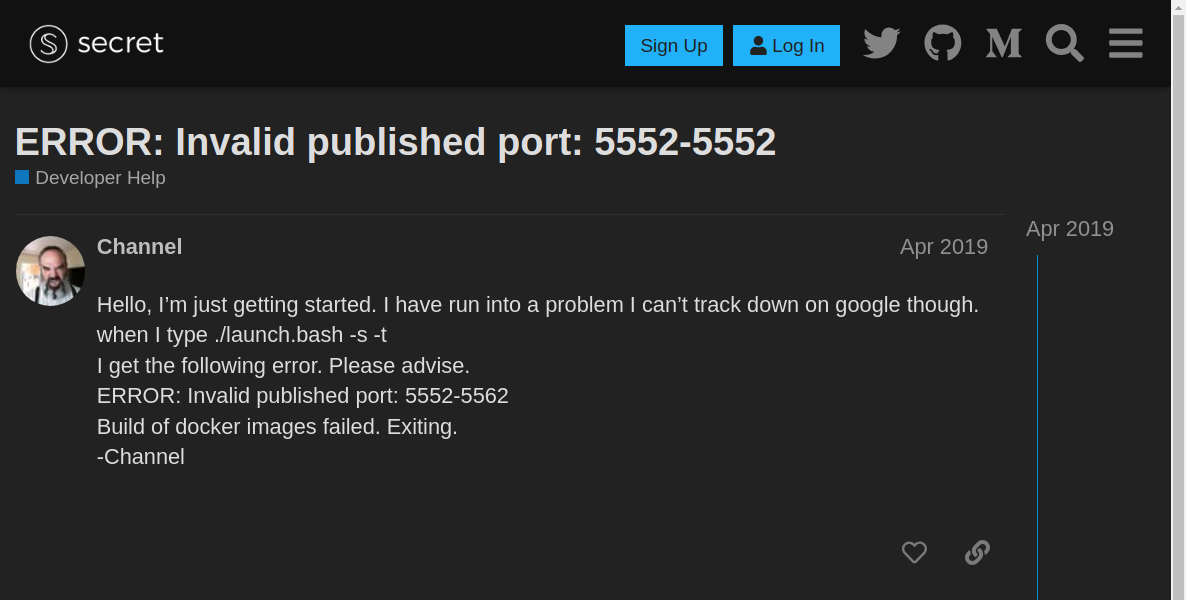 secret
Sign Up
Log In
ERROR: Invalid published port: 5552-5552
Developer Help
Channel
Apr 2019
Apr 2019
Hello, I’m just getting started. I have run into a problem I can’t track down on google though.
when I type ./launch.bash -s -t
I get the following error. Please advise.
ERROR: Invalid published port: 5552-5562
Build of docker images failed. Exiting.
-Channel